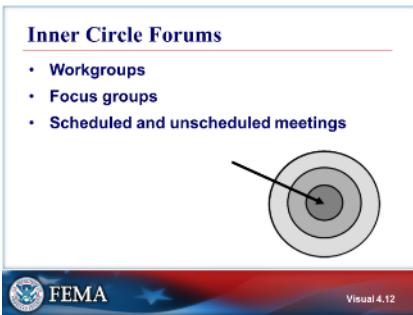 Inner Circle Forums
• Workgroups
• Focus groups
• Scheduled and unscheduled meetings
FEMA
Visual 4.12